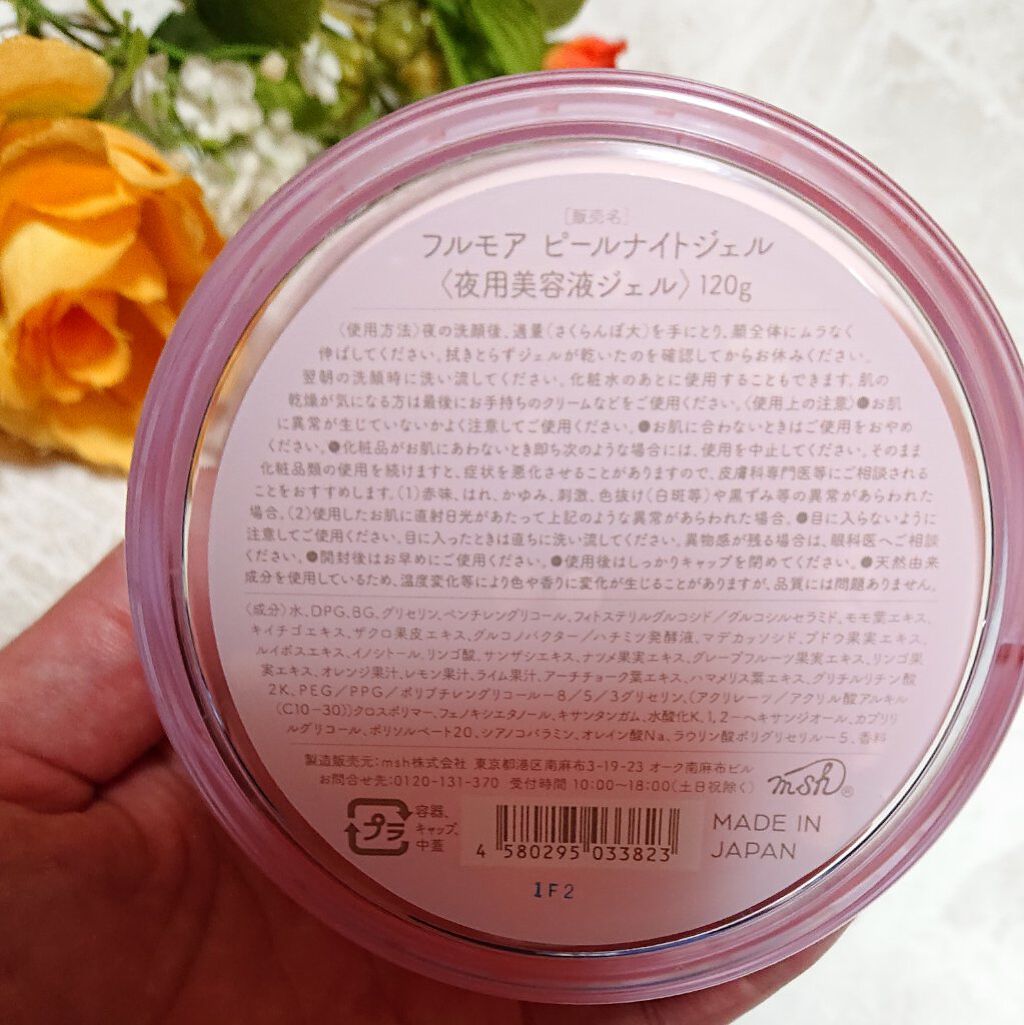 [販売名]
フルモア ピールナイトジェル
〈夜用美容液ジェル〉120g
〈使用方法〉夜の洗顔後、適量(さくらんぼ大)を手にとり、顔全体にムラなく
伸ばしてください。拭きとらずジェルが乾いたのを確認してからお休みください。
翌朝の洗顔時に洗い流してください。化粧水のあとに使用することもできます。肌の
乾燥が気になる方は最後にお手持ちのクリームなどをご使用ください。〈使用上の注意〉●お肌
に異常が生じていないかよく注意してご使用ください。●お肌に合わないときはご使用をおやめ
ください。●化粧品がお肌にあわないとき即ち次のような場合には、使用を中止してください。そのまま
化粧品類の使用を続けますと、症状を悪化させることがありますので、皮膚科専門医等にご相談される
ことをおすすめします。(1)赤味、はれ、かゆみ、刺激、色抜け(白斑等)や黒ずみ等の異常があらわれた
場合。(2)使用したお肌に直射日光があたって上記のような異常があらわれた場合。●目に入らないように
注意してご使用ください。目に入ったときは直ちに洗い流してください。異物感が残る場合は、眼科医へご相談
ください。●開封後はお早めにご使用ください。●使用後はしっかりキャップを閉めてください。●天然由来
成分を使用しているため、温度変化等により色や香りに変化が生じることがありますが、品質には問題ありません。
〈成分〉水、DPG、BG、グリセリン、ペンチレングリコール、フィトステリルグルコシド/グルコシルセラミド、モモ葉エキス、
キイチゴエキス、ザクロ果皮エキス、グルコノバクター/ハチミツ発酵液、マデカッソシド、ブドウ果実エキス、
ルイボスエキス、イノシトール、リンゴ酸、サンザシエキス、ナツメ果実エキス、グレープフルーツ果実エキス、リンゴ果
実エキス、オレンジ果汁、レモン果汁、ライム果汁、アーチチョーク葉エキス、ハマメリス葉エキス、グリチルリチン酸
2K、PEG/PPG/ポリブチレングリコール-8/5/3グリセリン、(アクリレーツ/アクリル酸アルキル
(C10-30))クロスポリマー、フェノキシエタノール、キサンタンガム、水酸化K、1,2-ヘキサンジオール、カプリリ
ルグリコール、ポリソルベート20、シアノコバラミン、オレイン酸Na、ラウリン酸ポリグリセリル-5、香料
製造販売元:msh株式会社 東京都港区南麻布3-19-23 オーク南麻布ビル
お問合せ先:0120-131-370 受付時間 10:00~18:00(土日祝除く)
msh®
プラ
容器、
キャップ、
中蓋
4 580295 033823
MADE IN
JAPAN
1F2